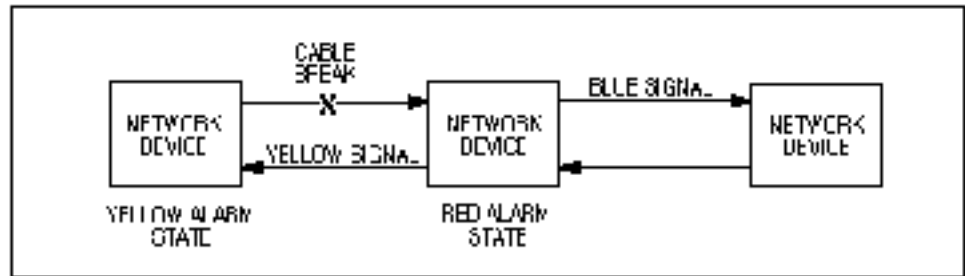 CABLE
BREAK
BLUE SIGNAL
NETWORK
DEVICE
NETWORK
DEVICE
NETWORK
DEVICE
YELLOW SIGNAL
YELLOW ALARM
STATE
RED ALARM
STATE